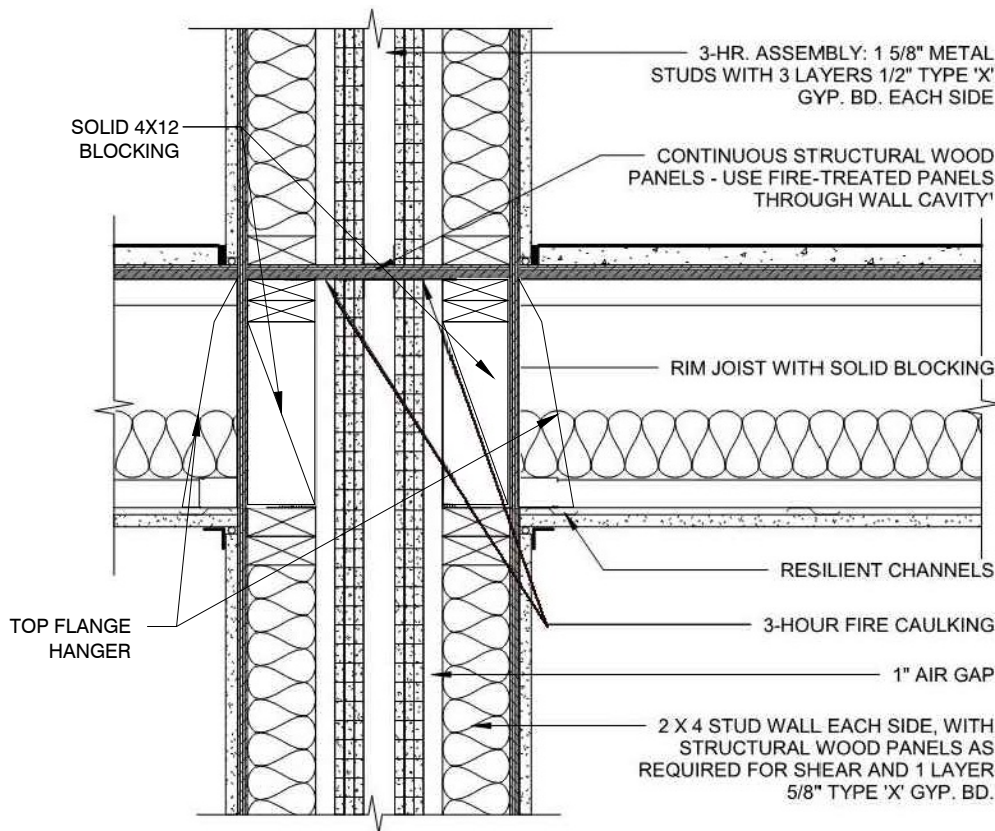 3-HR. ASSEMBLY: 1 5/8" METAL
STUDS WITH 3 LAYERS 1/2" TYPE 'X'
GYP. BD. EACH SIDE
SOLID 4X12
BLOCKING
CONTINUOUS STRUCTURAL WOOD
PANELS - USE FIRE-TREATED PANELS
THROUGH WALL CAVITY¹
RIM JOIST WITH SOLID BLOCKING
RESILIENT CHANNELS
TOP FLANGE
HANGER
3-HOUR FIRE CAULKING
1" AIR GAP
2 X 4 STUD WALL EACH SIDE, WITH
STRUCTURAL WOOD PANELS AS
REQUIRED FOR SHEAR AND 1 LAYER
5/8" TYPE 'X' GYP. BD.